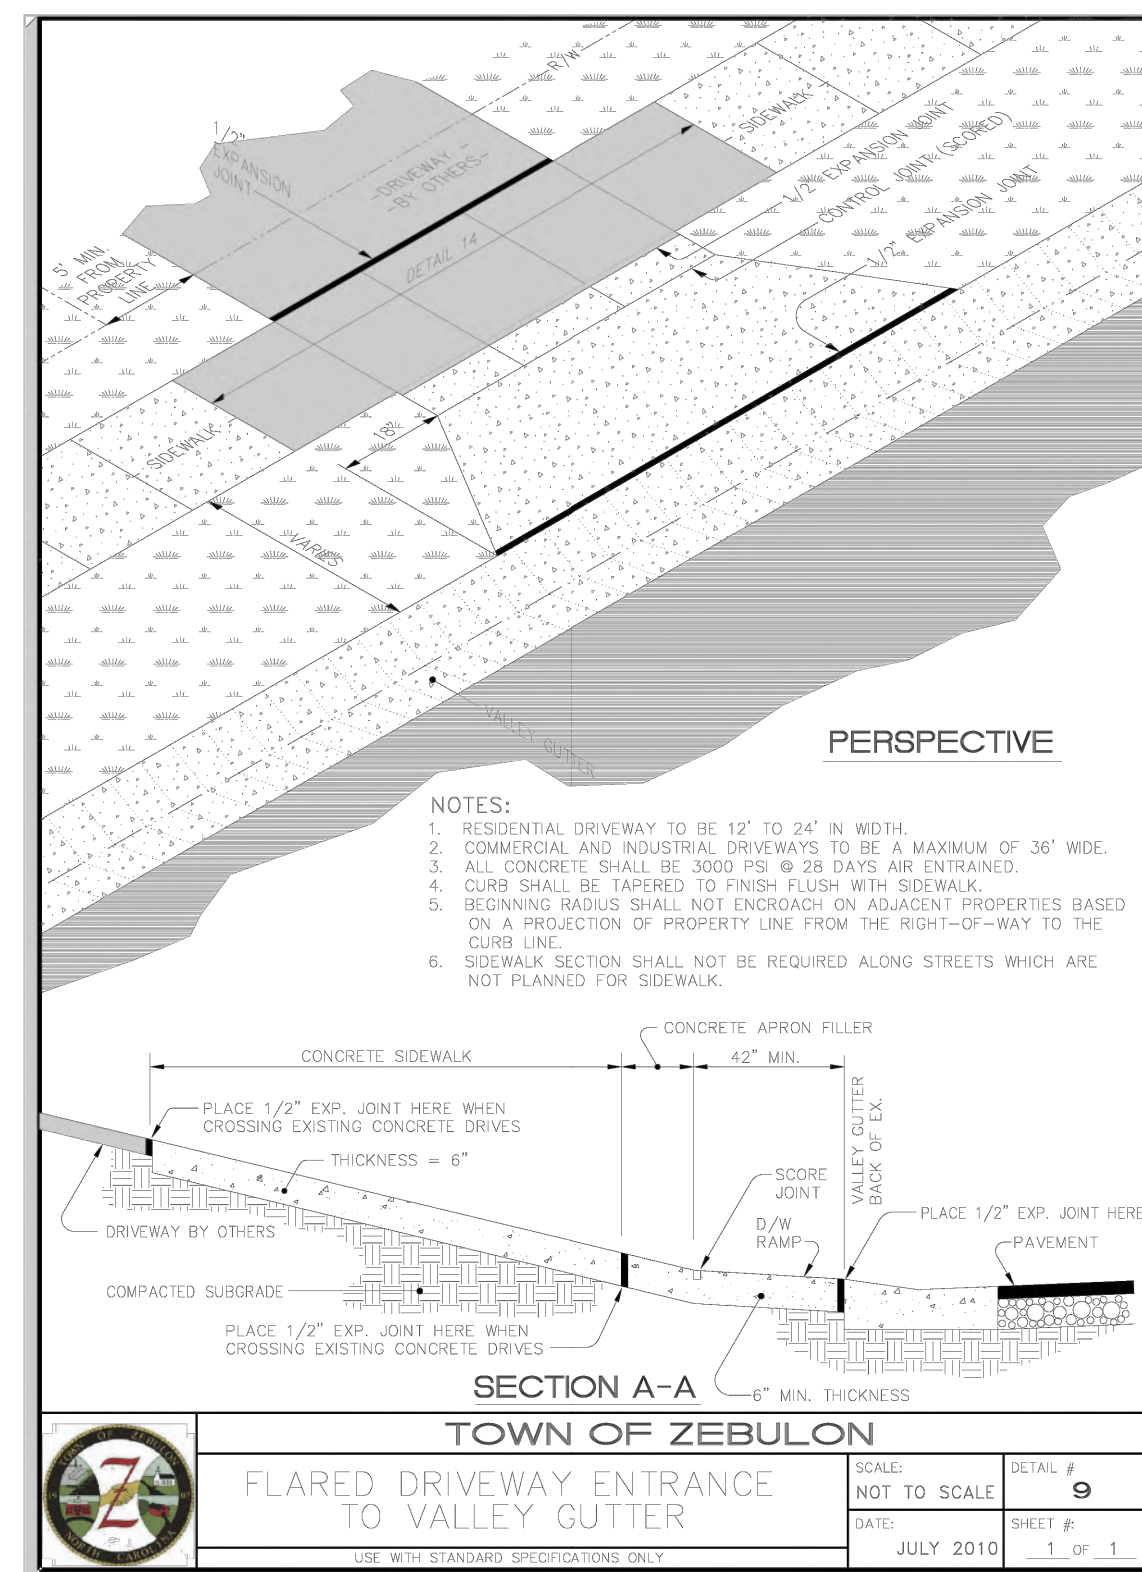 R/W
SIDEWALK
1/2" EXPANSION JOINT
CONTROL JOINT (SCORED)
1/2" EXPANSION JOINT
1/2"
EXPANSION
JOINT
-DRIVEWAY-
-BY OTHERS-
DETAIL 14
5' MIN.
FROM
PROPERTY
LINE
SIDEWALK
18"
VARIES
VALLEY GUTTER
PERSPECTIVE
NOTES:
1. RESIDENTIAL DRIVEWAY TO BE 12' TO 24' IN WIDTH.
2. COMMERCIAL AND INDUSTRIAL DRIVEWAYS TO BE A MAXIMUM OF 36' WIDE.
3. ALL CONCRETE SHALL BE 3000 PSI @ 28 DAYS AIR ENTRAINED.
4. CURB SHALL BE TAPERED TO FINISH FLUSH WITH SIDEWALK.
5. BEGINNING RADIUS SHALL NOT ENCROACH ON ADJACENT PROPERTIES BASED
ON A PROJECTION OF PROPERTY LINE FROM THE RIGHT-OF-WAY TO THE
CURB LINE.
6. SIDEWALK SECTION SHALL NOT BE REQUIRED ALONG STREETS WHICH ARE
NOT PLANNED FOR SIDEWALK.
CONCRETE APRON FILLER
CONCRETE SIDEWALK
42" MIN.
VALLEY GUTTER
BACK OF EX.
PLACE 1/2" EXP. JOINT HERE WHEN
CROSSING EXISTING CONCRETE DRIVES
THICKNESS = 6"
SCORE
JOINT
D/W
RAMP
PLACE 1/2" EXP. JOINT HERE
PAVEMENT
DRIVEWAY BY OTHERS
COMPACTED SUBGRADE
PLACE 1/2" EXP. JOINT HERE WHEN
CROSSING EXISTING CONCRETE DRIVES
6" MIN. THICKNESS
SECTION A-A
TOWN OF ZEBULON
TOWN OF ZEBULON
Z
1907
NORTH CAROLINA
FLARED DRIVEWAY ENTRANCE
TO VALLEY GUTTER
USE WITH STANDARD SPECIFICATIONS ONLY
SCALE:
NOT TO SCALE
DETAIL #
9
DATE:
JULY 2010
SHEET #:
1 OF 1